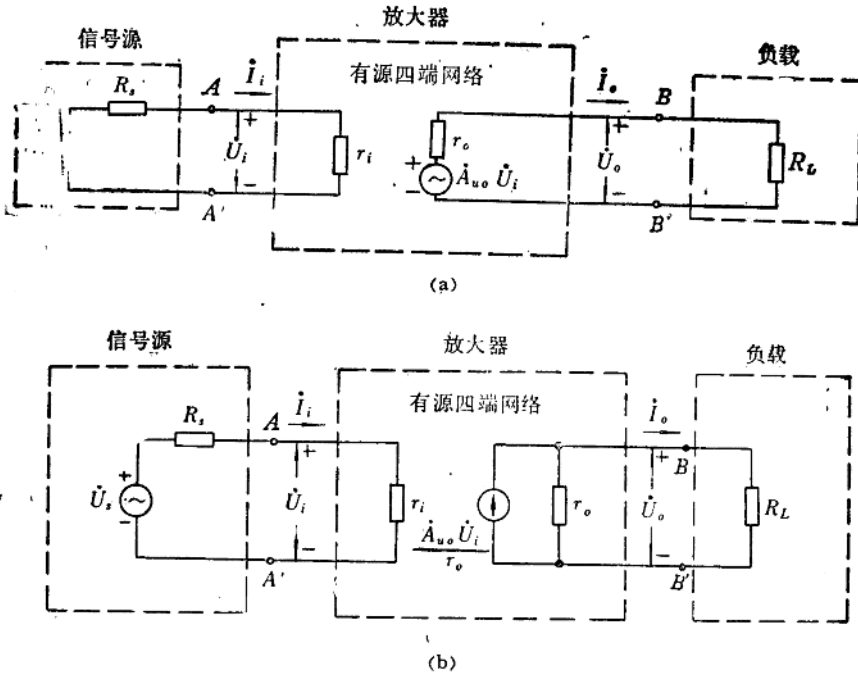 放大器
信号源
负载
有源四端网络
R_s
A
İ_i
+
U̇_i
−
A'
r_i
r_o
+
−
Ȧ_uo U̇_i
İ_o
B
+
U̇_o
−
B'
R_L
(a)
信号源
放大器
负载
有源四端网络
R_s
A
İ_i
+
U̇_s
−
+
U̇_i
−
A'
r_i
Ȧ_uo U̇_i
r_o
r_o
İ_o
+
B
U̇_o
−
B'
R_L
(b)